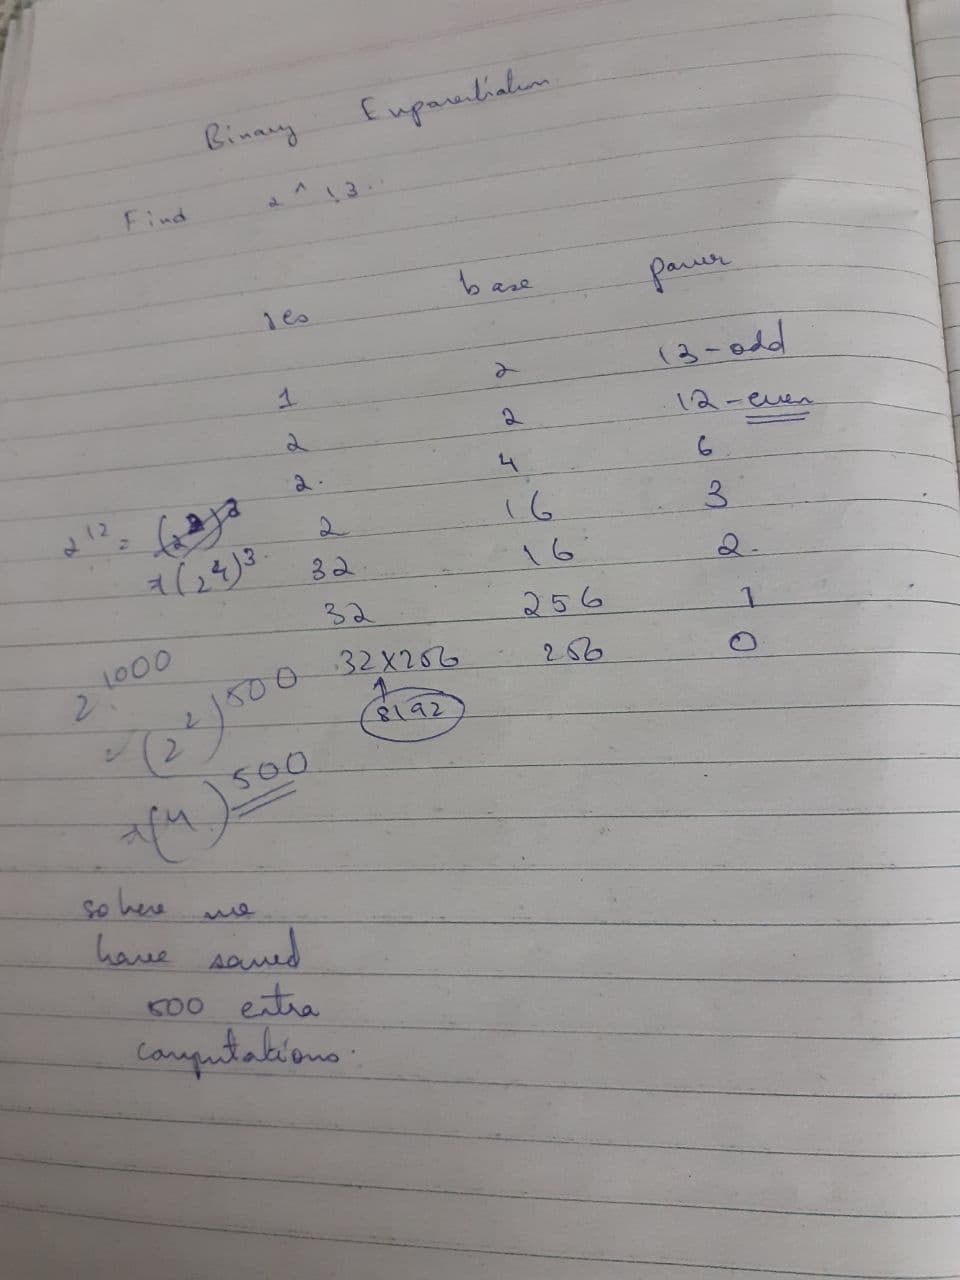 Binary Exponentiation
Find 2^13..
res base power
1 2 13-odd
2 2 12-even
2. 4 6
2 16 3
32 16 2.
32 256 1
32x256 256 0
8192
2^12 = (2^2)^2
=(2^4)^3
2^1000
= (2^2)^500
=(4)^500
so here we
have saved
500 extra
computations.